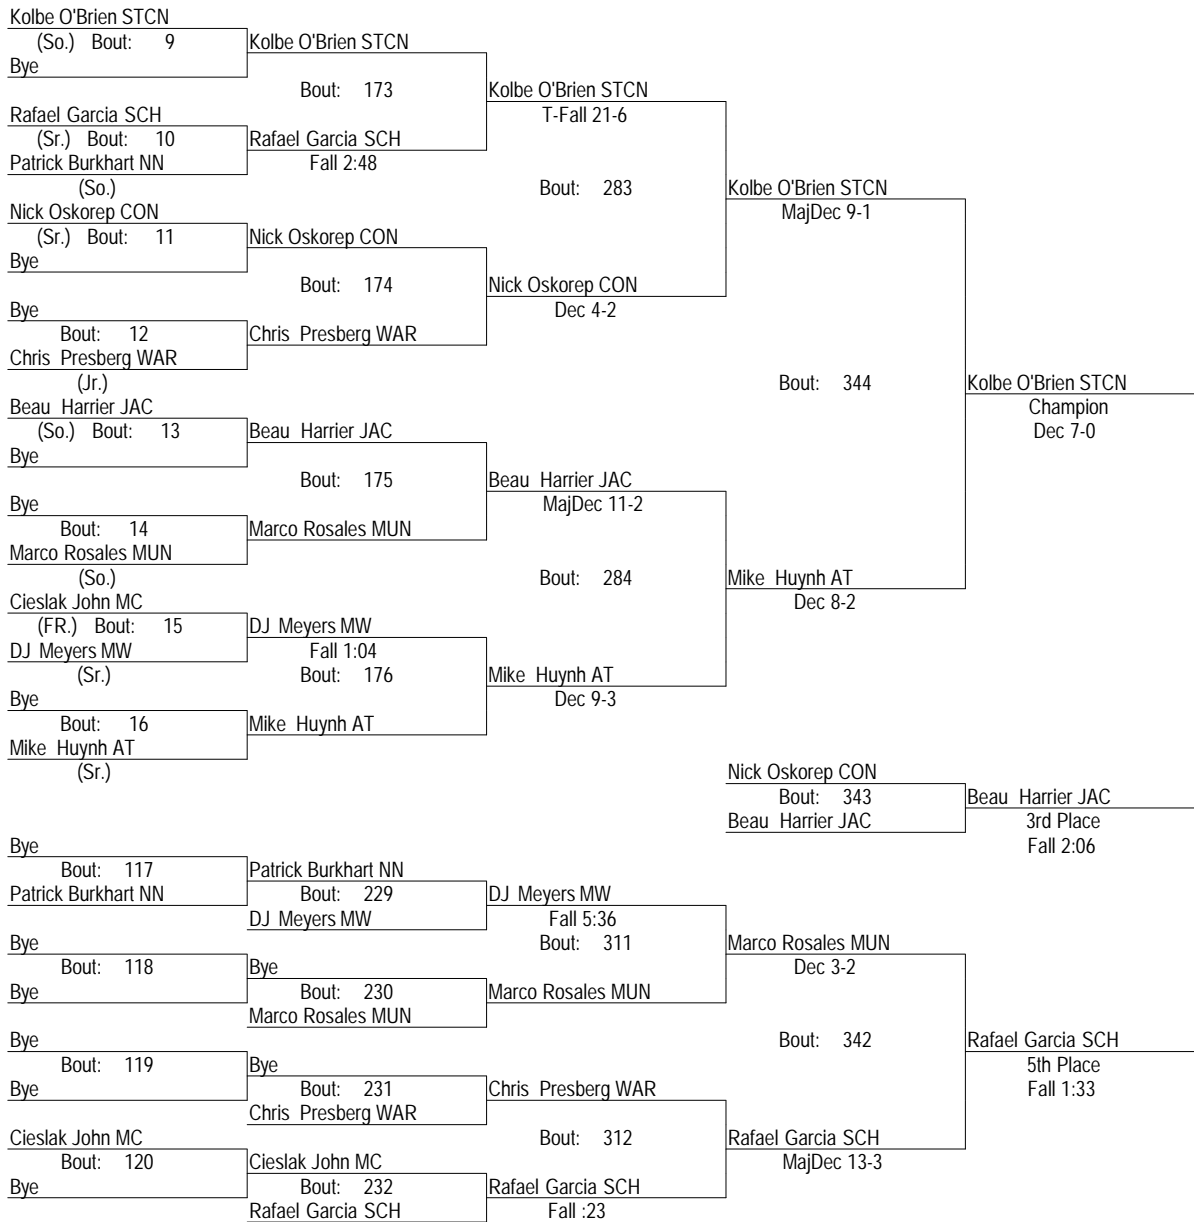 Kolbe O'Brien STCN
(So.) Bout: 9
Kolbe O'Brien STCN
Bye
Bout: 173
Kolbe O'Brien STCN
T-Fall 21-6
Rafael Garcia SCH
(Sr.) Bout: 10
Rafael Garcia SCH
Patrick Burkhart NN
Fall 2:48
(So.)
Bout: 283
Kolbe O'Brien STCN
MajDec 9-1
Nick Oskorep CON
(Sr.) Bout: 11
Nick Oskorep CON
Bye
Bout: 174
Nick Oskorep CON
Dec 4-2
Bye
Bout: 12
Chris Presberg WAR
Chris Presberg WAR
(Jr.)
Bout: 344
Kolbe O'Brien STCN
Champion
Dec 7-0
Beau Harrier JAC
(So.) Bout: 13
Beau Harrier JAC
Bye
Bout: 175
Beau Harrier JAC
MajDec 11-2
Bye
Bout: 14
Marco Rosales MUN
Marco Rosales MUN
(So.)
Bout: 284
Mike Huynh AT
Dec 8-2
Cieslak John MC
(FR.) Bout: 15
DJ Meyers MW
DJ Meyers MW
Fall 1:04
(Sr.)
Bout: 176
Mike Huynh AT
Dec 9-3
Bye
Bout: 16
Mike Huynh AT
Mike Huynh AT
(Sr.)
Nick Oskorep CON
Bout: 343
Beau Harrier JAC
Beau Harrier JAC
3rd Place
Fall 2:06
Bye
Bout: 117
Patrick Burkhart NN
Patrick Burkhart NN
Bout: 229
DJ Meyers MW
DJ Meyers MW
Fall 5:36
Bout: 311
Marco Rosales MUN
Dec 3-2
Bye
Bout: 118
Bye
Bye
Bout: 230
Marco Rosales MUN
Marco Rosales MUN
Bout: 342
Rafael Garcia SCH
5th Place
Fall 1:33
Bye
Bout: 119
Bye
Bye
Bout: 231
Chris Presberg WAR
Chris Presberg WAR
Bout: 312
Rafael Garcia SCH
MajDec 13-3
Cieslak John MC
Bout: 120
Cieslak John MC
Bye
Bout: 232
Rafael Garcia SCH
Rafael Garcia SCH
Fall :23